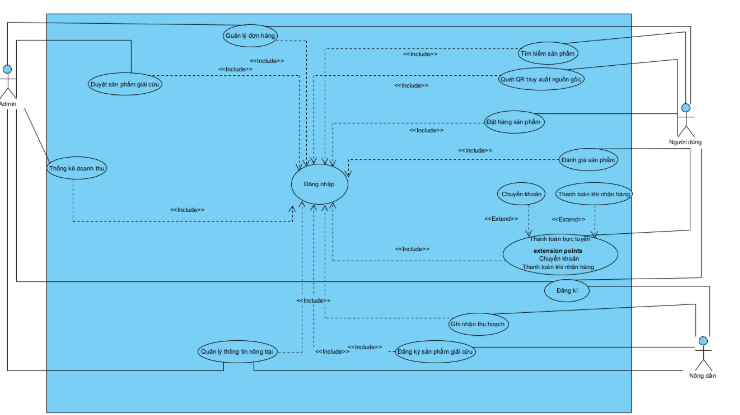 Quản lý đơn hàng
Tìm kiếm sản phẩm
<<Include>>
<<Include>>
<<Include>>
Admin
Duyệt sản phẩm giải cứu
Quét QR truy xuất nguồn gốc
<<Include>>
Đặt hàng sản phẩm
<<Include>>
Người dùng
<<Include>>
Đánh giá sản phẩm
Thống kê doanh thu
Đăng nhập
Chuyển khoản
Thanh toán khi nhận hàng
<<Include>>
<<Extend>>
<<Extend>>
Thanh toán trực tuyến
<<Include>>
extension points
Chuyển khoản
Thanh toán khi nhận hàng
Đăng kí
<<Include>>
Ghi nhận thu hoạch
Quản lý thông tin nông trại
<<Include>>
<<Include>>
Đăng ký sản phẩm giải cứu
Nông dân